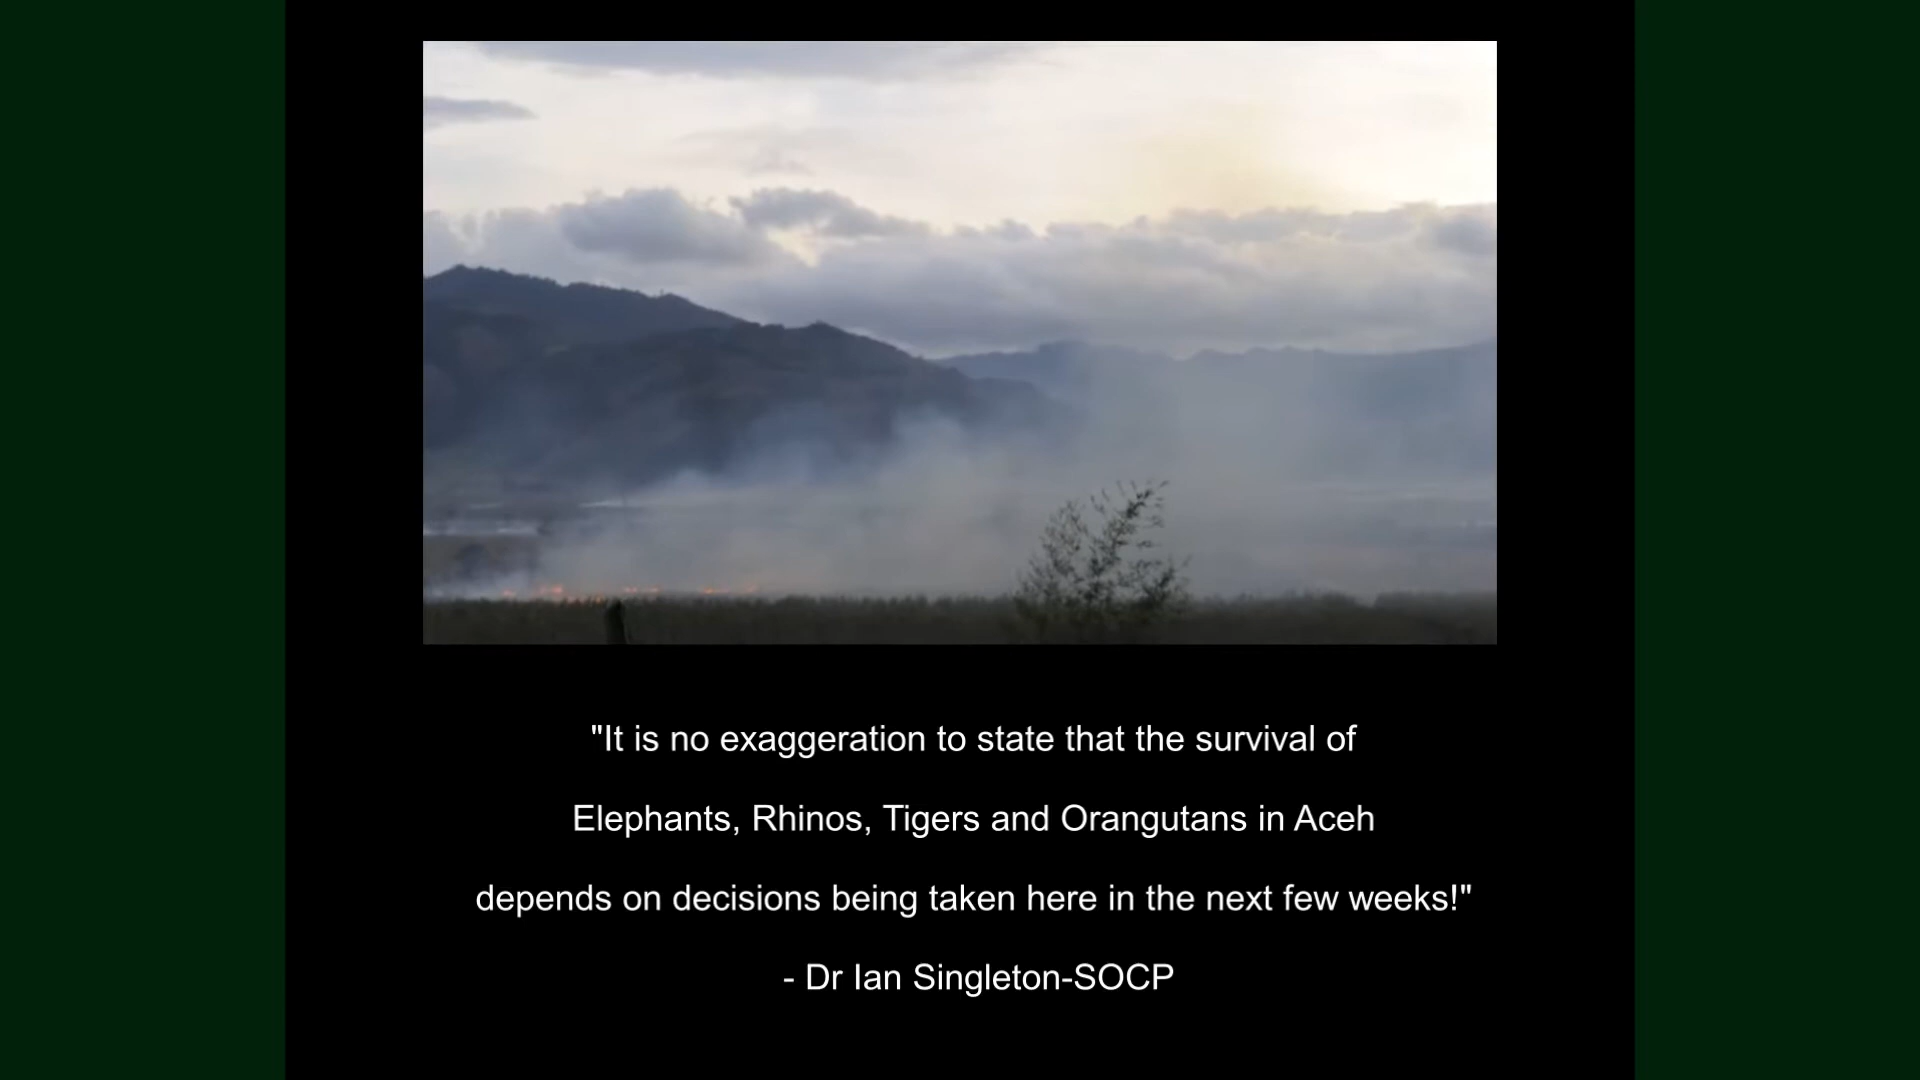 "It is no exaggeration to state that the survival of
Elephants, Rhinos, Tigers and Orangutans in Aceh
depends on decisions being taken here in the next few weeks!"
- Dr Ian Singleton-SOCP